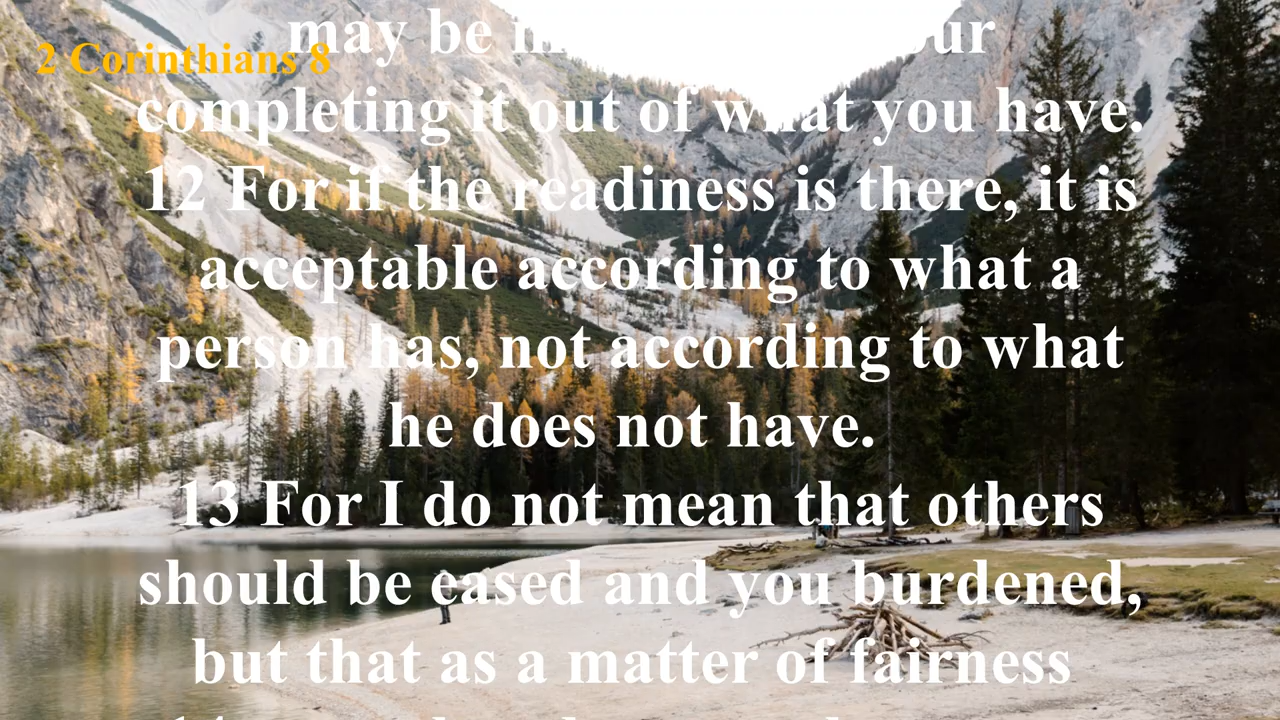 2 Corinthians 8
may be ur
completing it out of what you have.
12 For if the readiness is there, it is
acceptable according to what a
person has, not according to what
he does not have.
13 For I do not mean that others
should be eased and you burdened,
but that as a matter of fairness